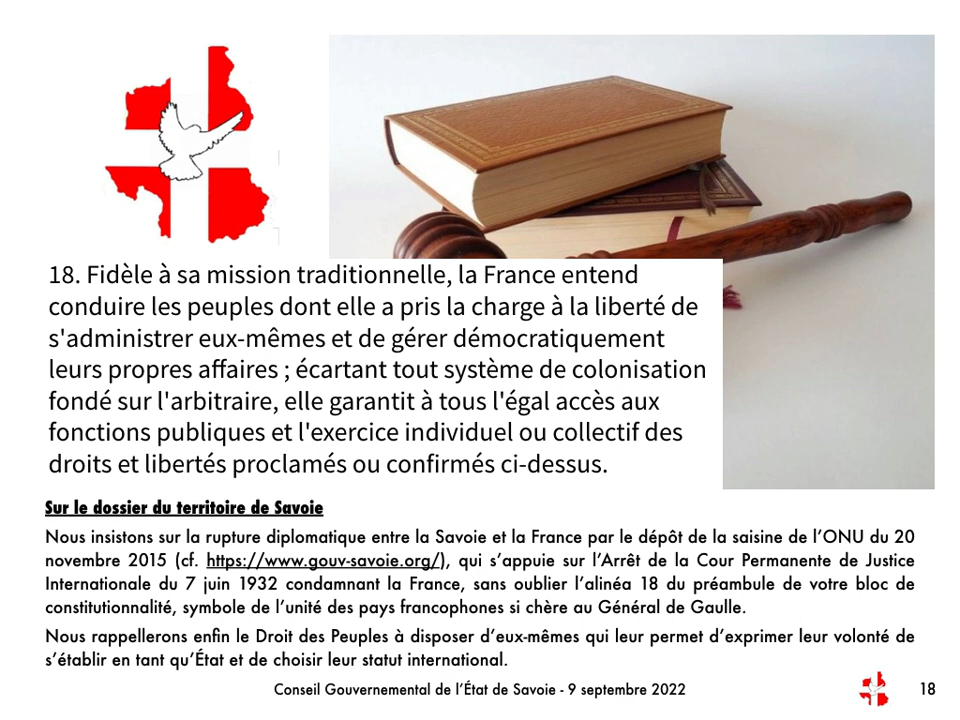 18. Fidèle à sa mission traditionnelle, la France entend
conduire les peuples dont elle a pris la charge à la liberté de
s'administrer eux-mêmes et de gérer démocratiquement
leurs propres affaires ; écartant tout système de colonisation
fondé sur l'arbitraire, elle garantit à tous l'égal accès aux
fonctions publiques et l'exercice individuel ou collectif des
droits et libertés proclamés ou confirmés ci-dessus.
Sur le dossier du territoire de Savoie
Nous insistons sur la rupture diplomatique entre la Savoie et la France par le dépôt de la saisine de l’ONU du 20
novembre 2015 (cf. https://www.gouv-savoie.org/), qui s’appuie sur l’Arrêt de la Cour Permanente de Justice
Internationale du 7 juin 1932 condamnant la France, sans oublier l’alinéa 18 du préambule de votre bloc de
constitutionnalité, symbole de l’unité des pays francophones si chère au Général de Gaulle.
Nous rappellerons enfin le Droit des Peuples à disposer d’eux-mêmes qui leur permet d’exprimer leur volonté de
s’établir en tant qu’État et de choisir leur statut international.
Conseil Gouvernemental de l’État de Savoie - 9 septembre 2022
18